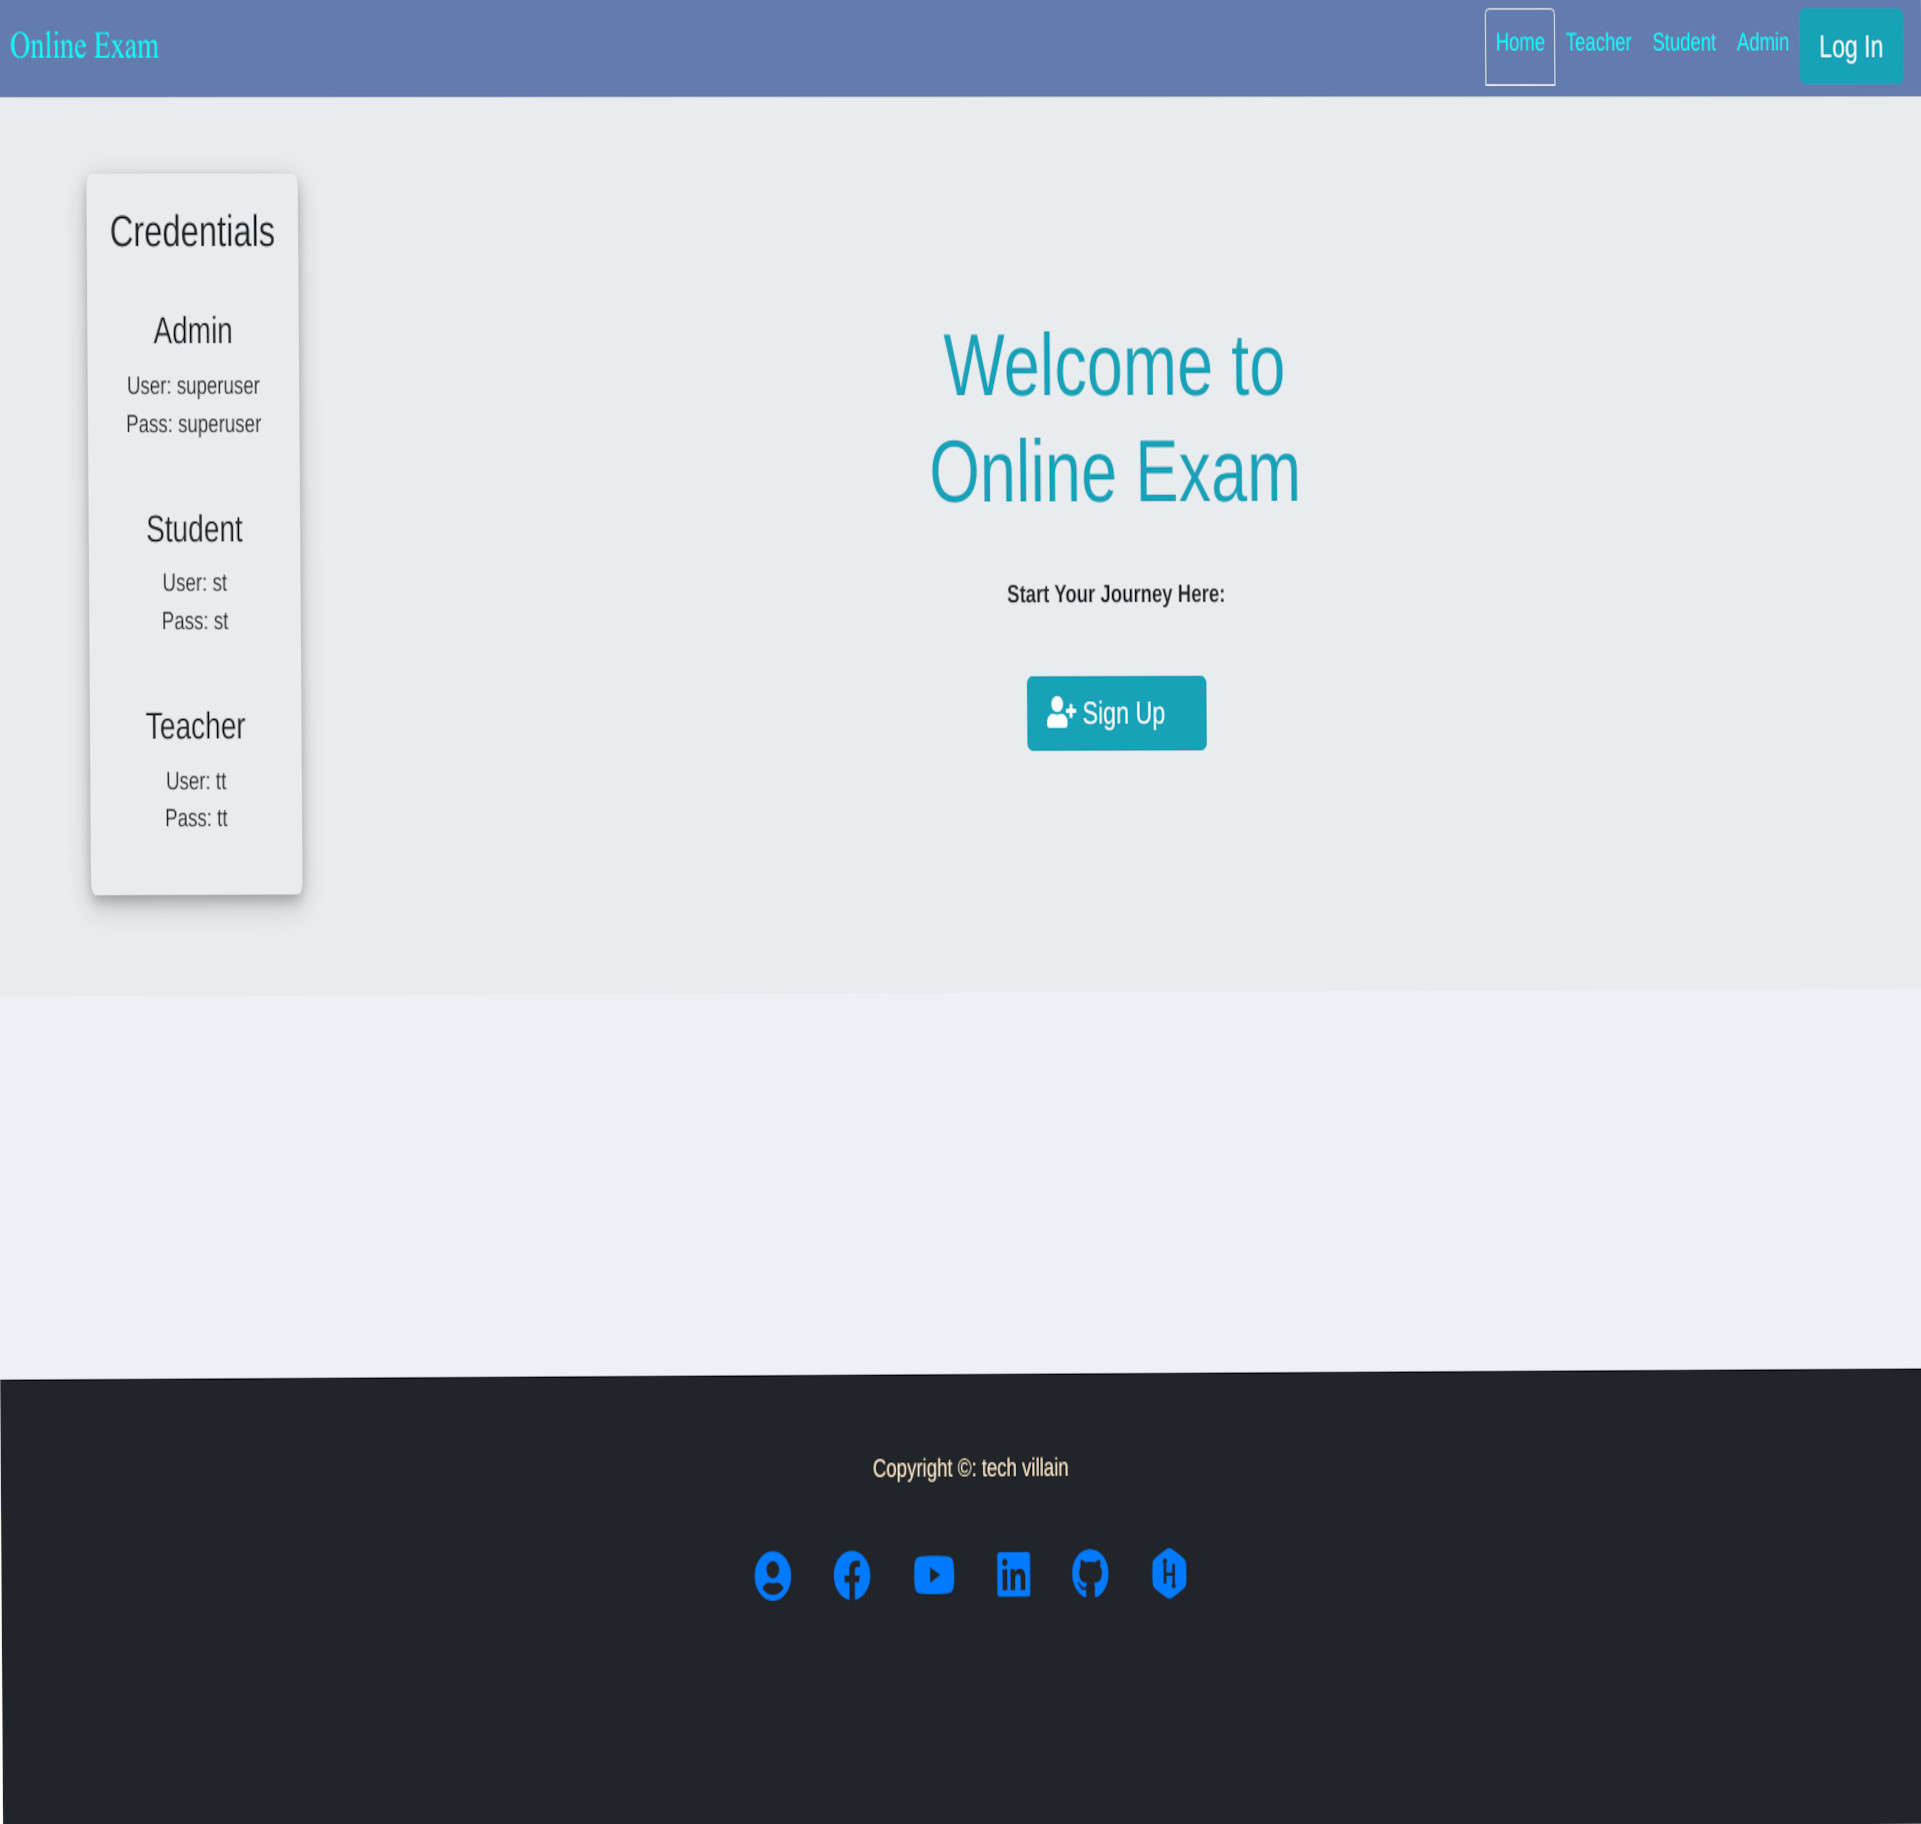 Online Exam
Home Teacher Student Admin Log In
Credentials
Admin
User: superuser
Pass: superuser
Student
User: st
Pass: st
Teacher
User: tt
Pass: tt
Welcome to
Online Exam
Start Your Journey Here:
Sign Up
Copyright ©: tech villain